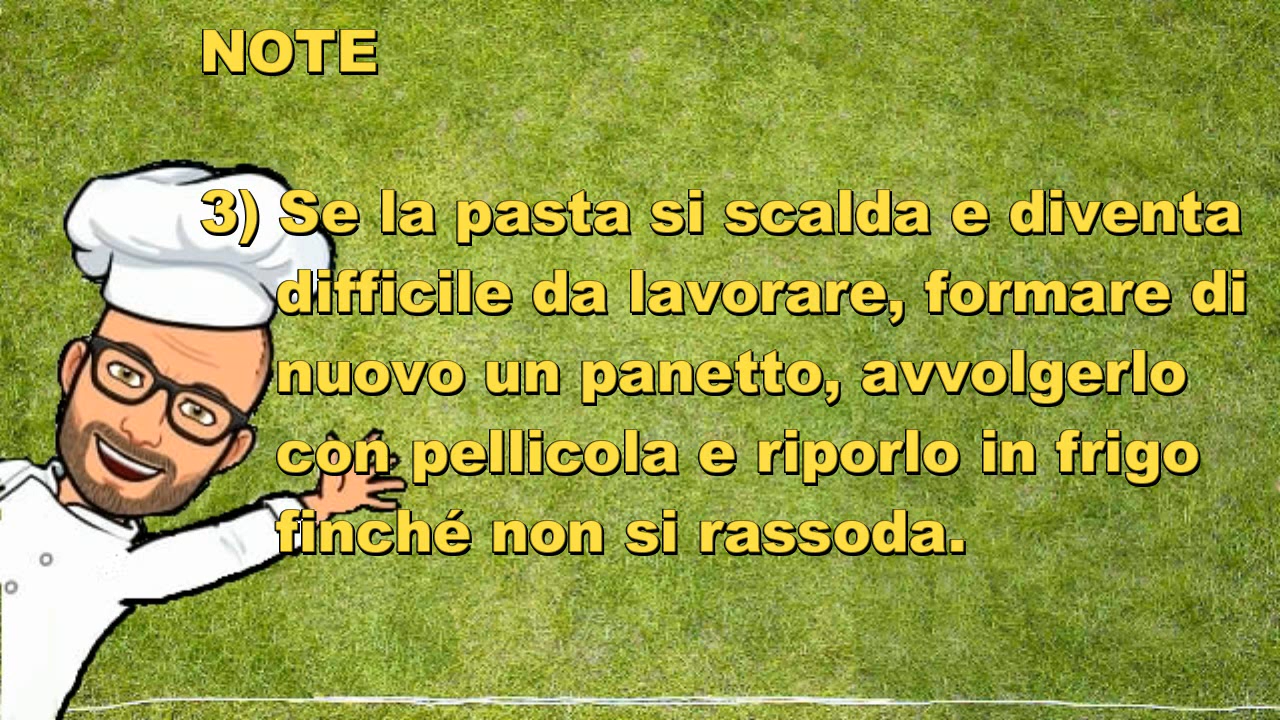 NOTE
3) Se la pasta si scalda e diventa
difficile da lavorare, formare di
nuovo un panetto, avvolgerlo
con pellicola e riporlo in frigo
finché non si rassoda.